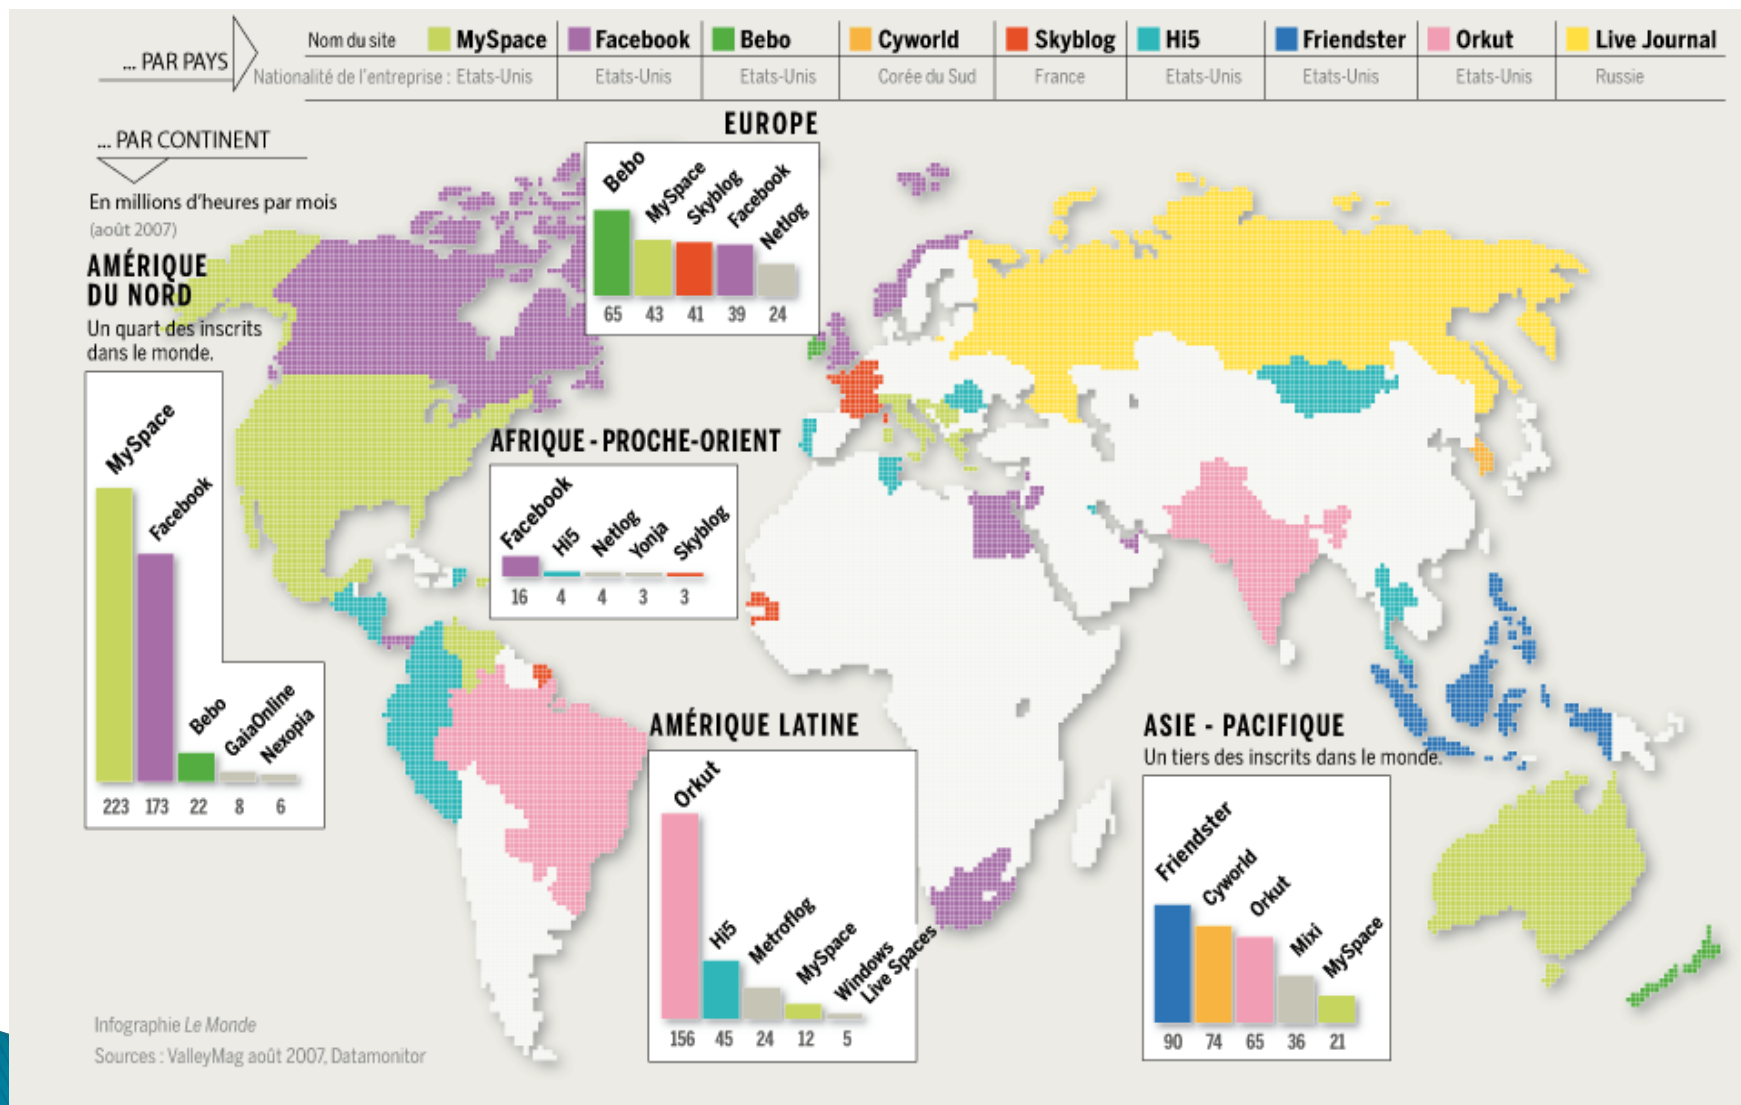 ... PAR PAYS
Nom du site MySpace Facebook Bebo Cyworld Skyblog Hi5 Friendster Orkut Live Journal
Nationalité de l'entreprise : Etats-Unis Etats-Unis Etats-Unis Corée du Sud France Etats-Unis Etats-Unis Etats-Unis Russie
... PAR CONTINENT
En millions d'heures par mois
(août 2007)
AMÉRIQUE
DU NORD
Un quart des inscrits
dans le monde.
MySpace
Facebook
Bebo
GaiaOnline
Nexopia
223 173 22 8 6
EUROPE
Bebo
MySpace
Skyblog
Facebook
Netlog
65 43 41 39 24
AFRIQUE - PROCHE-ORIENT
Facebook
Hi5
Netlog
Yonja
Skyblog
16 4 4 3 3
AMÉRIQUE LATINE
Orkut
Hi5
Metroflog
MySpace
Windows
Live Spaces
156 45 24 12 5
ASIE - PACIFIQUE
Un tiers des inscrits dans le monde.
Friendster
Cyworld
Orkut
Mixi
MySpace
90 74 65 36 21
Infographie Le Monde
Sources : ValleyMag août 2007, Datamonitor